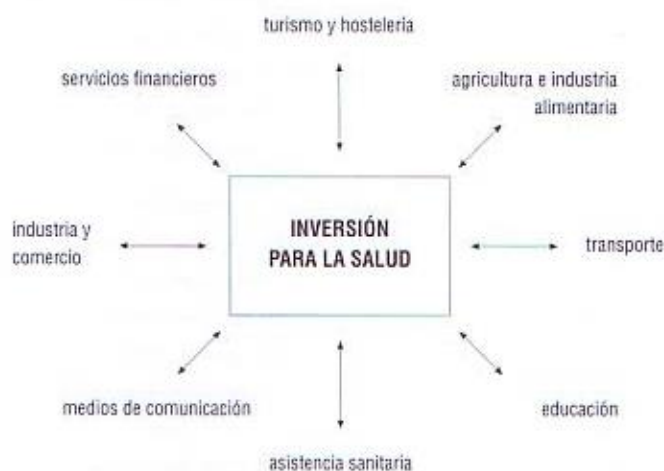 turismo y hostelería
servicios financieros
agricultura e industria
alimentaria
INVERSIÓN
PARA LA SALUD
industria y
comercio
transporte
medios de comunicación
educación
asistencia sanitaria